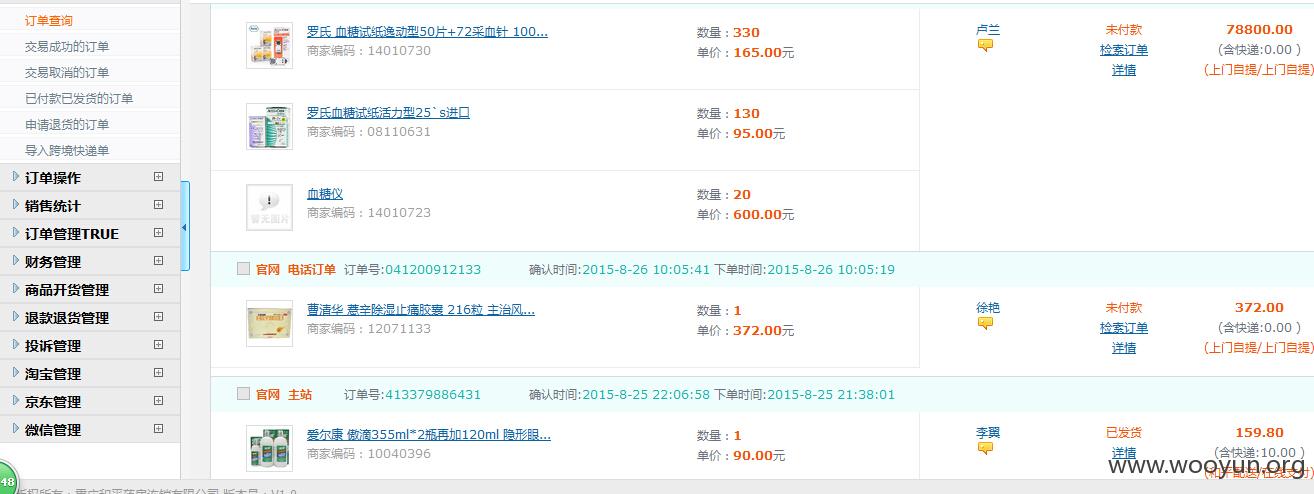 订单查询
交易成功的订单
交易取消的订单
已付款已发货的订单
申请退货的订单
导入跨境快递单
订单操作
销售统计
订单管理TRUE
财务管理
商品开货管理
退款退货管理
投诉管理
淘宝管理
京东管理
微信管理
48
罗氏 血糖试纸逸动型50片+72采血针 100...
商家编码：14010730
数量：330
单价：165.00元
卢兰
未付款
检索订单
详情
78800.00
(含快递:0.00 )
(上门自提/上门自提)
罗氏血糖试纸活力型25`s进口
商家编码：08110631
数量：130
单价：95.00元
暂无图片
血糖仪
商家编码：14010723
数量：20
单价：600.00元
官网 电话订单 订单号:041200912133 确认时间:2015-8-26 10:05:41 下单时间:2015-8-26 10:05:19
曹清华 薏辛除湿止痛胶囊 216粒 主治风...
商家编码：12071133
数量：1
单价：372.00元
徐艳
未付款
检索订单
详情
372.00
(含快递:0.00 )
(上门自提/上门自提)
官网 主站 订单号:413379886431 确认时间:2015-8-25 22:06:58 下单时间:2015-8-25 21:38:01
爱尔康 傲滴355ml*2瓶再加120ml 隐形眼...
商家编码：10040396
数量：1
单价：90.00元
李翼
已发货
详情
159.80
(含快递:10.00 )
(和平配送/在线支付)
www.wooyun.org